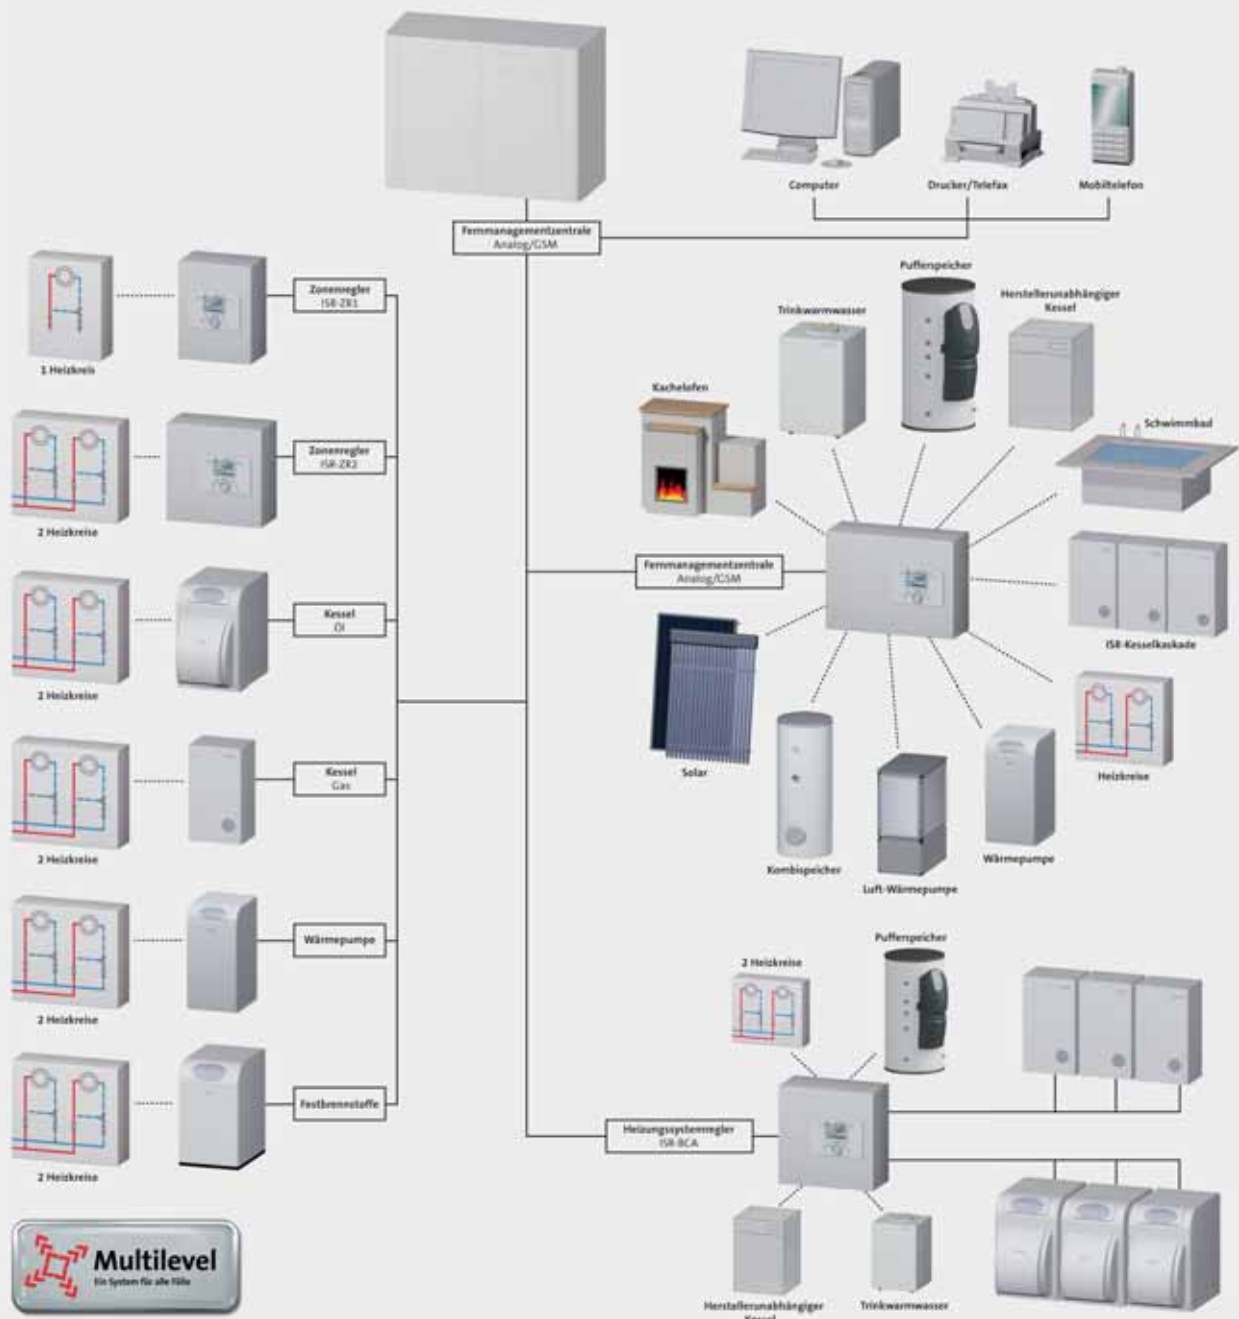 Computer
Drucker/Telefax
Mobiltelefon
Fernmanagementzentrale
Analog/GSM
Zonenregler
ISR-ZR1
1 Heizkreis
Zonenregler
ISR-ZR2
2 Heizkreise
Kessel
Öl
2 Heizkreise
Kessel
Gas
2 Heizkreise
Wärmepumpe
2 Heizkreise
Festbrennstoffe
2 Heizkreise
Pufferspeicher
Trinkwarmwasser
Herstellerunabhängiger
Kessel
Kachelofen
Schwimmbad
Fernmanagementzentrale
Analog/GSM
ISR-Kesselkaskade
Solar
Heizkreise
Kombispeicher
Luft-Wärmepumpe
Wärmepumpe
2 Heizkreise
Pufferspeicher
Heizungssystemregler
ISR-BCA
Herstellerunabhängiger
Kessel
Trinkwarmwasser
Multilevel
Ein System für alle Fälle